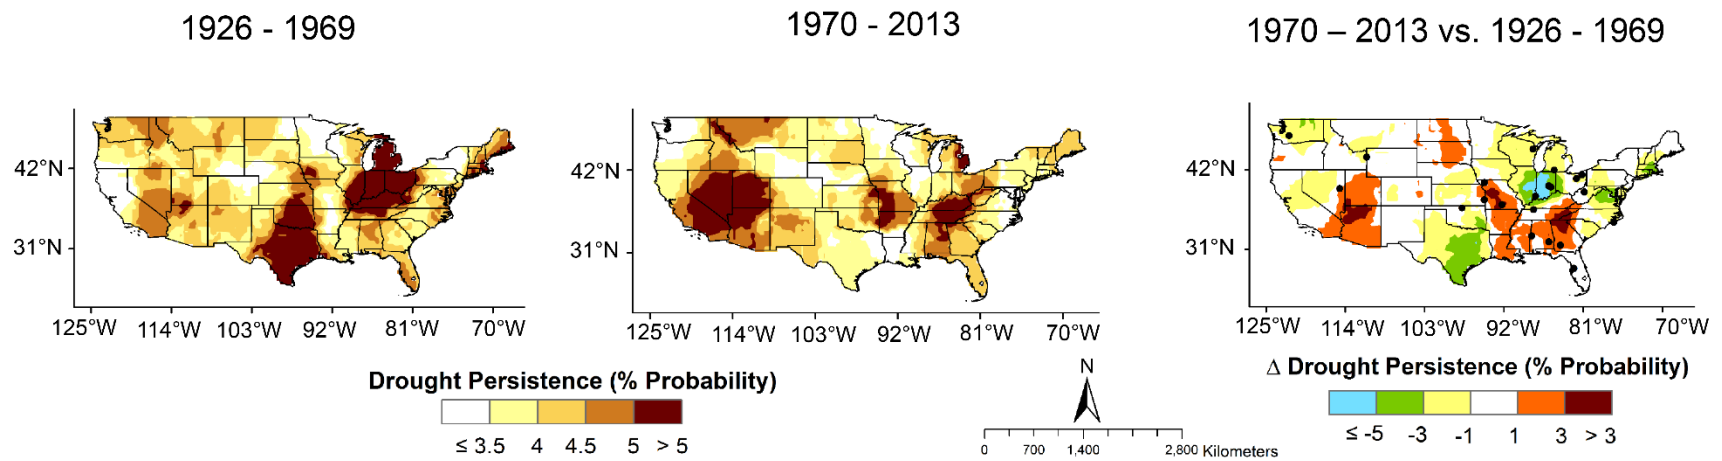 1926 - 1969
1970 - 2013
1970 – 2013 vs. 1926 - 1969
42°N
31°N
125°W 114°W 103°W 92°W 81°W 70°W
42°N
31°N
125°W 114°W 103°W 92°W 81°W 70°W
42°N
31°N
125°W 114°W 103°W 92°W 81°W 70°W
Drought Persistence (% Probability)
≤ 3.5 4 4.5 5 > 5
N
0 700 1,400 2,800 Kilometers
Δ Drought Persistence (% Probability)
≤ -5 -3 -1 1 3 > 3